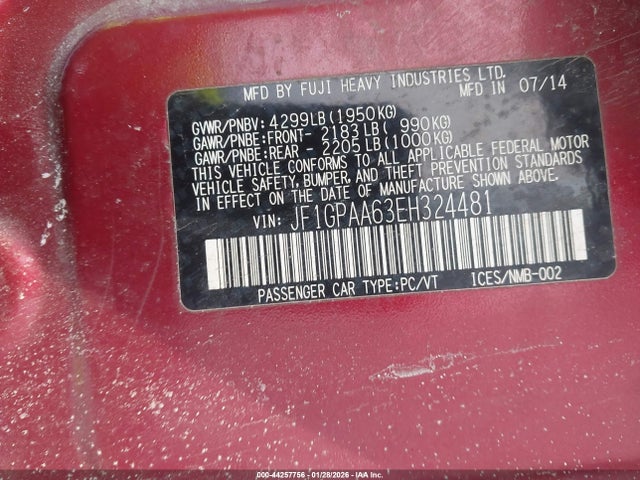 MFD BY FUJI HEAVY INDUSTRIES LTD.
MFD IN 07/14
GVWR/PNBV: 4299LB(1950KG)
GAWR/PNBE:FRONT- 2183LB( 990KG)
GAWR/PNBE:REAR - 2205LB(1000KG)
THIS VEHICLE CONFORMS TO ALL APPLICABLE FEDERAL MOTOR
VEHICLE SAFETY, BUMPER, AND THEFT PREVENTION STANDARDS
IN EFFECT ON THE DATE OF MANUFACTURE SHOWN ABOVE.
VIN: JF1GPAA63EH324481
PASSENGER CAR TYPE:PC/VT ICES/NMB-002
000-44257756 - 01/28/2026 - IAA Inc.